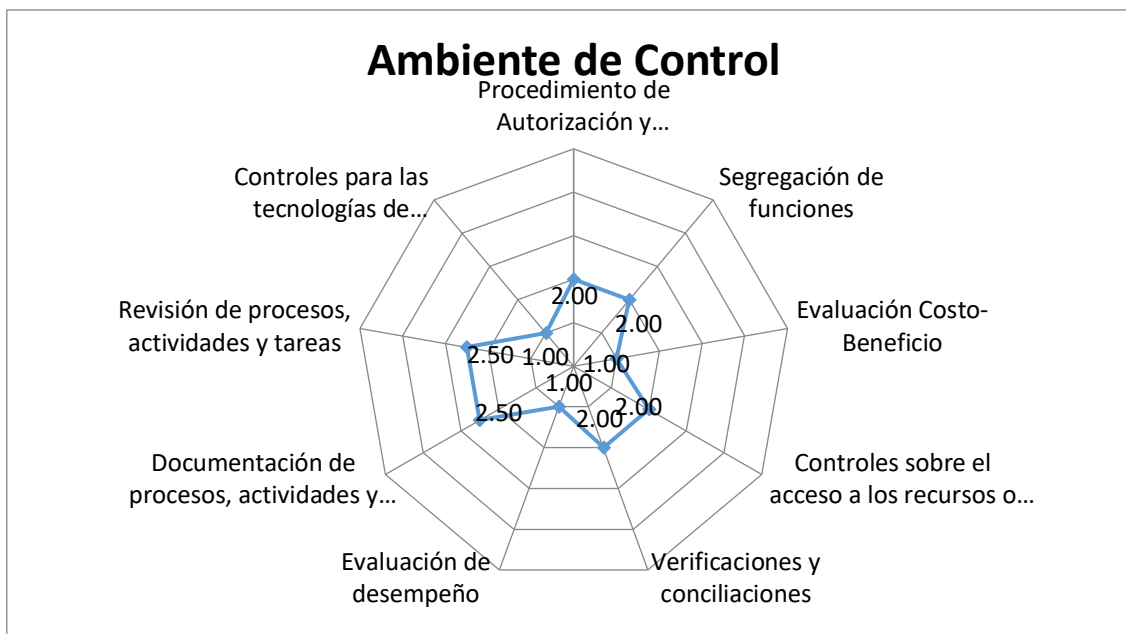 Ambiente de Control
Procedimiento de
Autorización y...
Segregación de
funciones
Evaluación Costo-
Beneficio
Controles sobre el
acceso a los recursos o...
Verificaciones y
conciliaciones
Evaluación de
desempeño
Documentación de
procesos, actividades y...
Revisión de procesos,
actividades y tareas
Controles para las
tecnologías de...
2.00
2.00
1.00
2.00
2.00
1.00
2.50
2.50
1.00